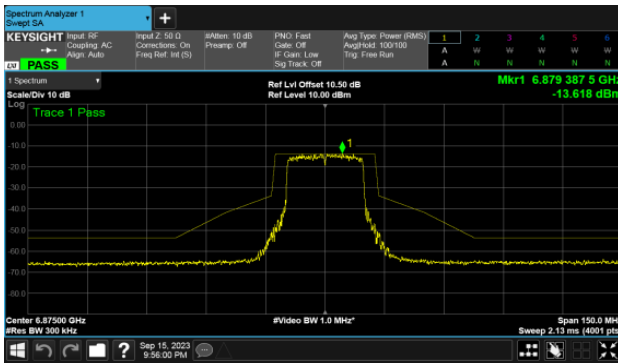 Spectrum Analyzer 1
Swept SA
KEYSIGHT Input: RF Input Z: 50 Ω #Atten: 10 dB PNO: Fast Avg Type: Power (RMS) 1 2 3 4 5 6
Coupling: AC Corrections: On Preamp: Off Gate: Off Avg|Hold: 100/100 A W W W W W
Align: Auto Freq Ref: Int (S) IF Gain: Low Trig: Free Run
LXI PASS Sig Track: Off A N N N N N
1 Spectrum Ref Lvl Offset 10.50 dB Mkr1 6.879 387 5 GHz
Scale/Div 10 dB Ref Level 10.00 dBm -13.618 dBm
Log
Trace 1 Pass
0.00
1
-10.0
-20.0
-30.0
-40.0
-50.0
-60.0
-70.0
-80.0
Center 6.87500 GHz #Video BW 1.0 MHz* Span 150.0 MHz
#Res BW 300 kHz Sweep 2.13 ms (4001 pts)
Sep 15, 2023
9:56:00 PM